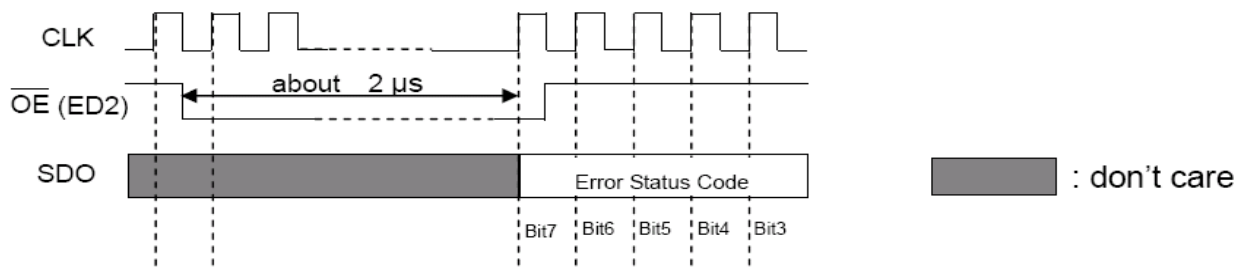 CLK
about 2 µs
OE (ED2)
SDO
Error Status Code
: don't care
Bit7 Bit6 Bit5 Bit4 Bit3